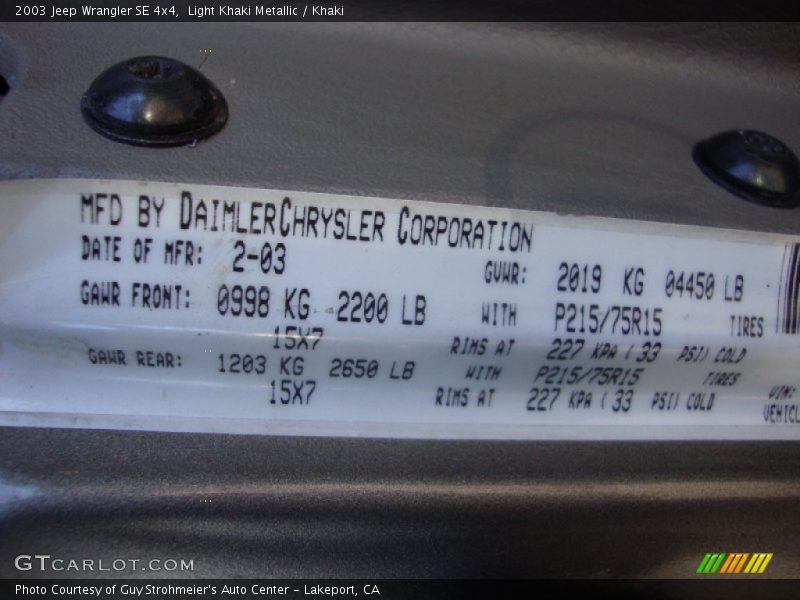 2003 Jeep Wrangler SE 4x4,  Light Khaki Metallic / Khaki
MFD BY DAIMLERCHRYSLER CORPORATION
DATE OF MFR: 2-03 GVWR: 2019 KG 04450 LB
GAWR FRONT: 0998 KG 2200 LB WITH P215/75R15 TIRES
15X7 RIMS AT 227 KPA ( 33 PSI) COLD
GAWR REAR: 1203 KG 2650 LB WITH P215/75R15 TIRES
15X7 RIMS AT 227 KPA ( 33 PSI) COLD
VIN:
VEHICL
GTCARLOT.COM
Photo Courtesy of Guy Strohmeier's Auto Center - Lakeport, CA